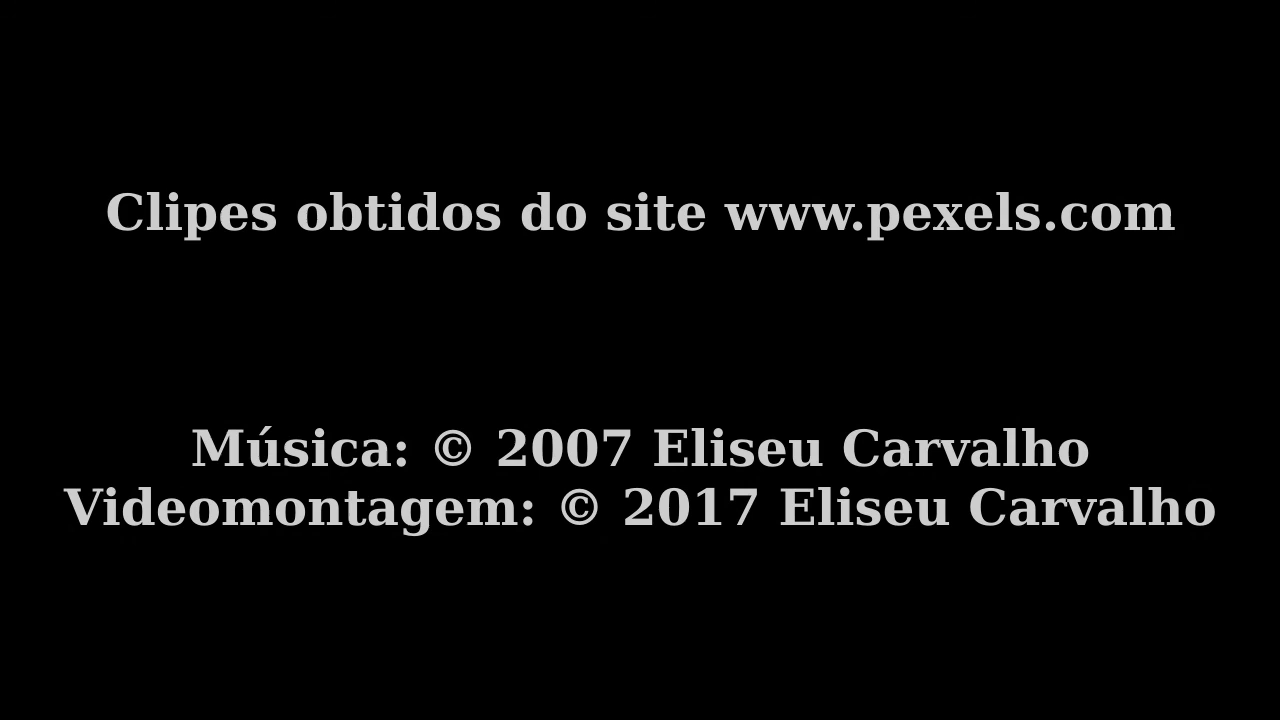 Clipes obtidos do site www.pexels.com
Música: © 2007 Eliseu Carvalho
Videomontagem: © 2017 Eliseu Carvalho